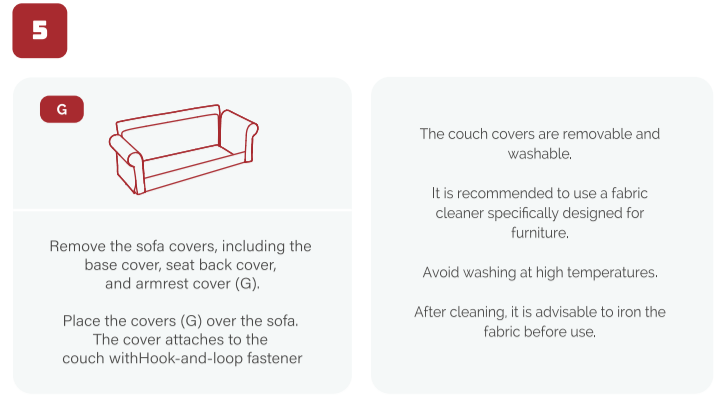 5
G
Remove the sofa covers, including the
base cover, seat back cover,
and armrest cover (G).
Place the covers (G) over the sofa.
The cover attaches to the
couch withHook-and-loop fastener
The couch covers are removable and
washable.
It is recommended to use a fabric
cleaner specifically designed for
furniture.
Avoid washing at high temperatures.
After cleaning, it is advisable to iron the
fabric before use.